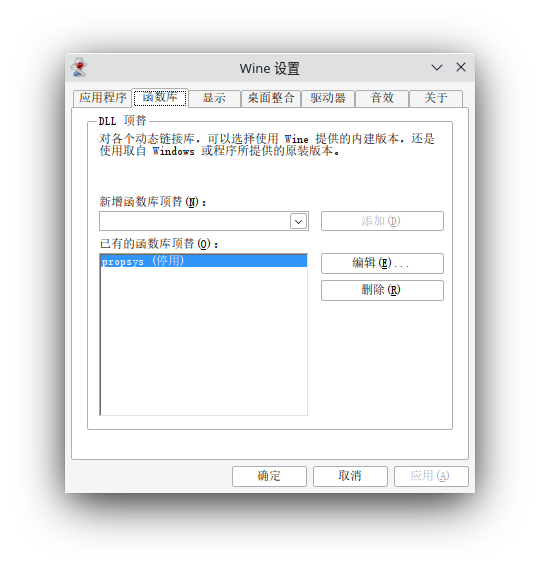 Wine 设置
应用程序 函数库 显示 桌面整合 驱动器 音效 关于
DLL 顶替
对各个动态链接库，可以选择使用 Wine 提供的内建版本，还是
使用取自 Windows 或程序所提供的原装版本。
新增函数库顶替(N)：
添加(D)
已有的函数库顶替(O)：
propsys (停用)
编辑(E)...
删除(R)
确定 取消 应用(A)